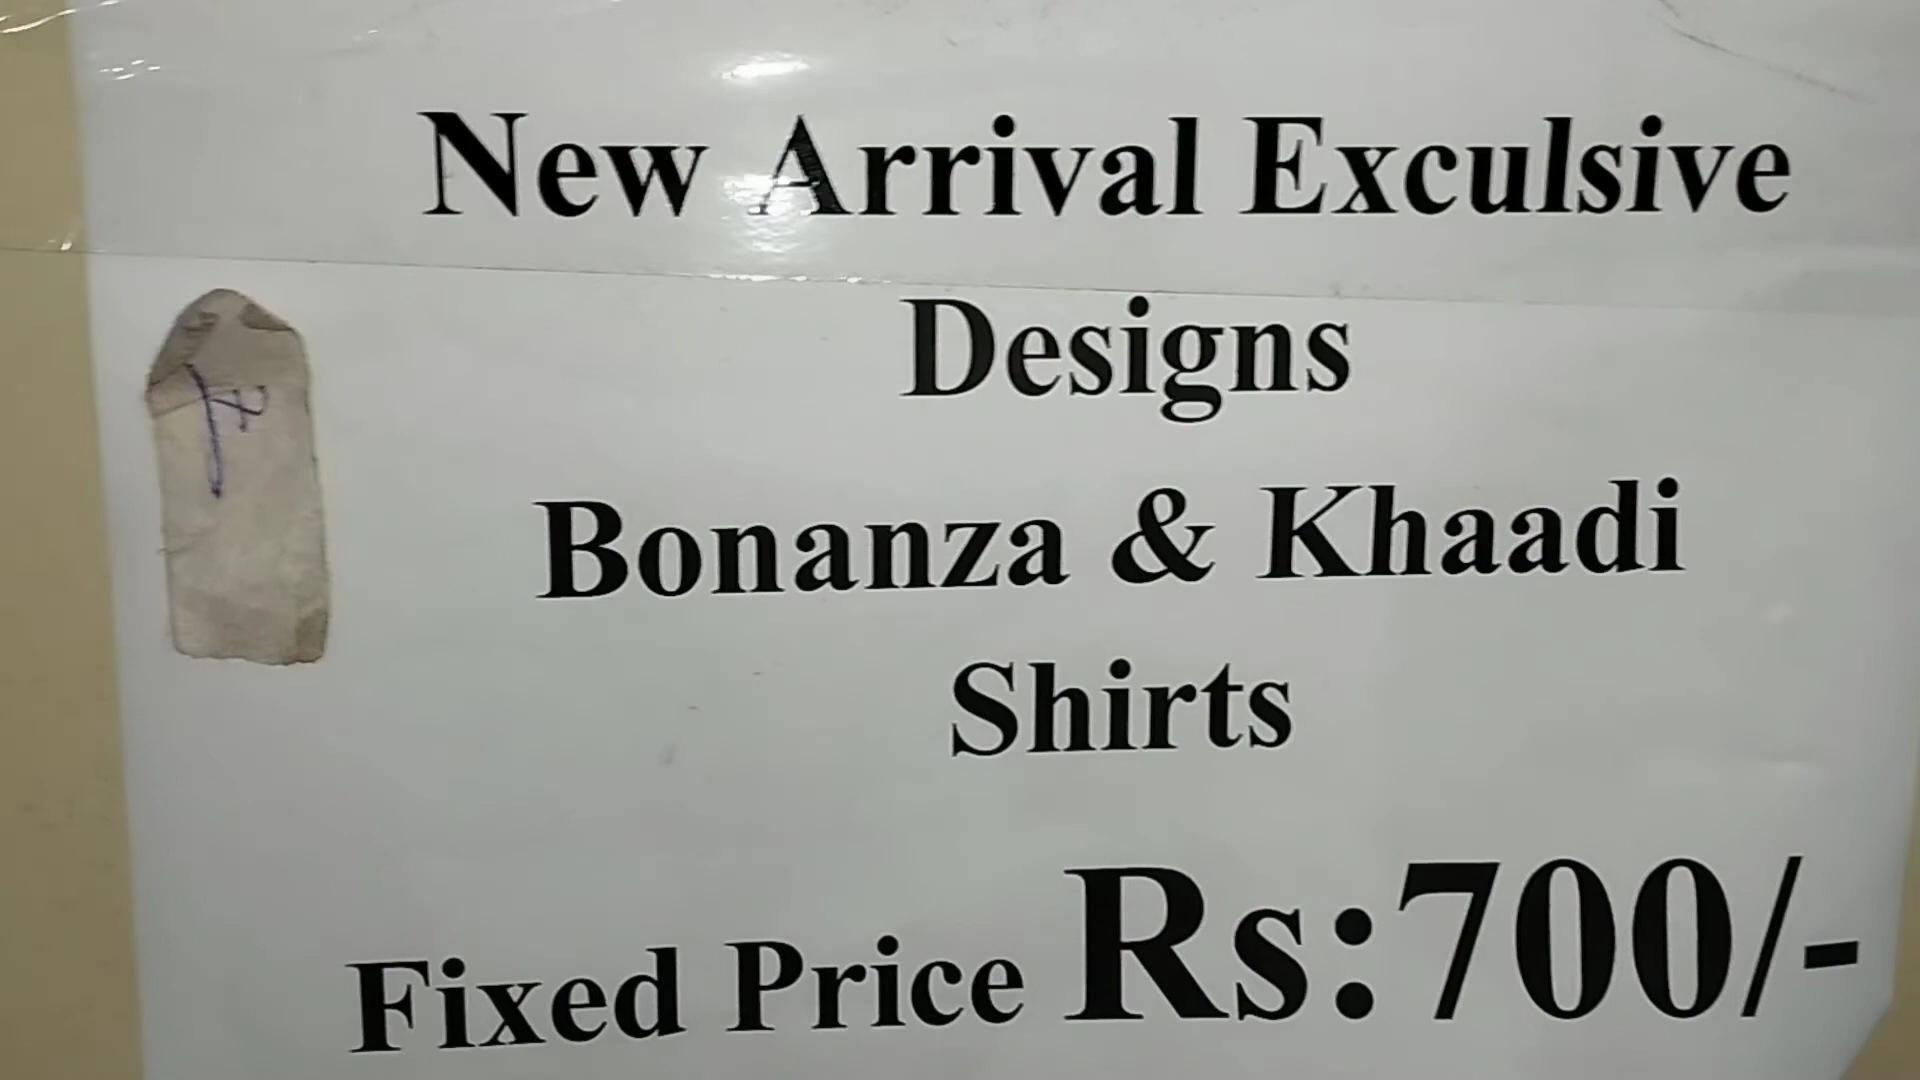 New Arrival Exculsive
Designs
Bonanza & Khaadi
Shirts
Fixed Price Rs:700/-